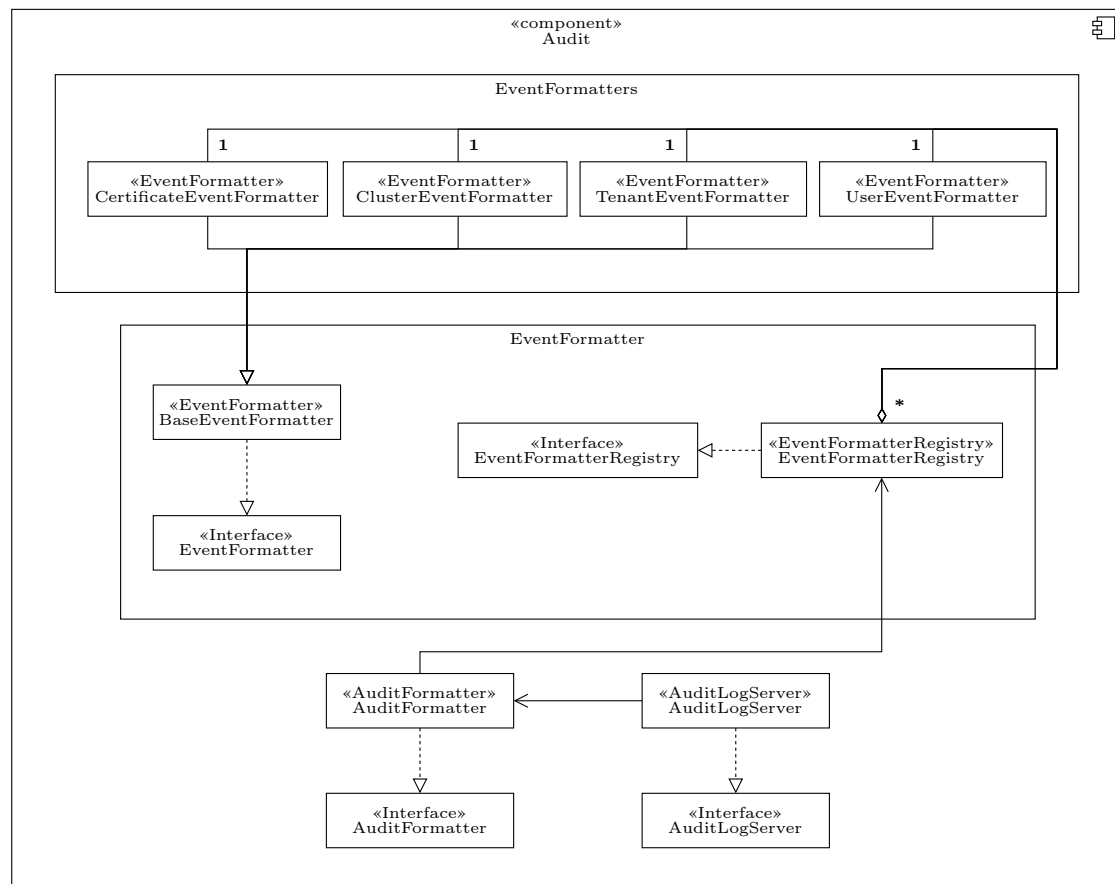 «component»
Audit
EventFormatters
1
1
1
1
«EventFormatter»
CertificateEventFormatter
«EventFormatter»
ClusterEventFormatter
«EventFormatter»
TenantEventFormatter
«EventFormatter»
UserEventFormatter
EventFormatter
«EventFormatter»
BaseEventFormatter
*
«Interface»
EventFormatterRegistry
«EventFormatterRegistry»
EventFormatterRegistry
«Interface»
EventFormatter
«AuditFormatter»
AuditFormatter
«AuditLogServer»
AuditLogServer
«Interface»
AuditFormatter
«Interface»
AuditLogServer